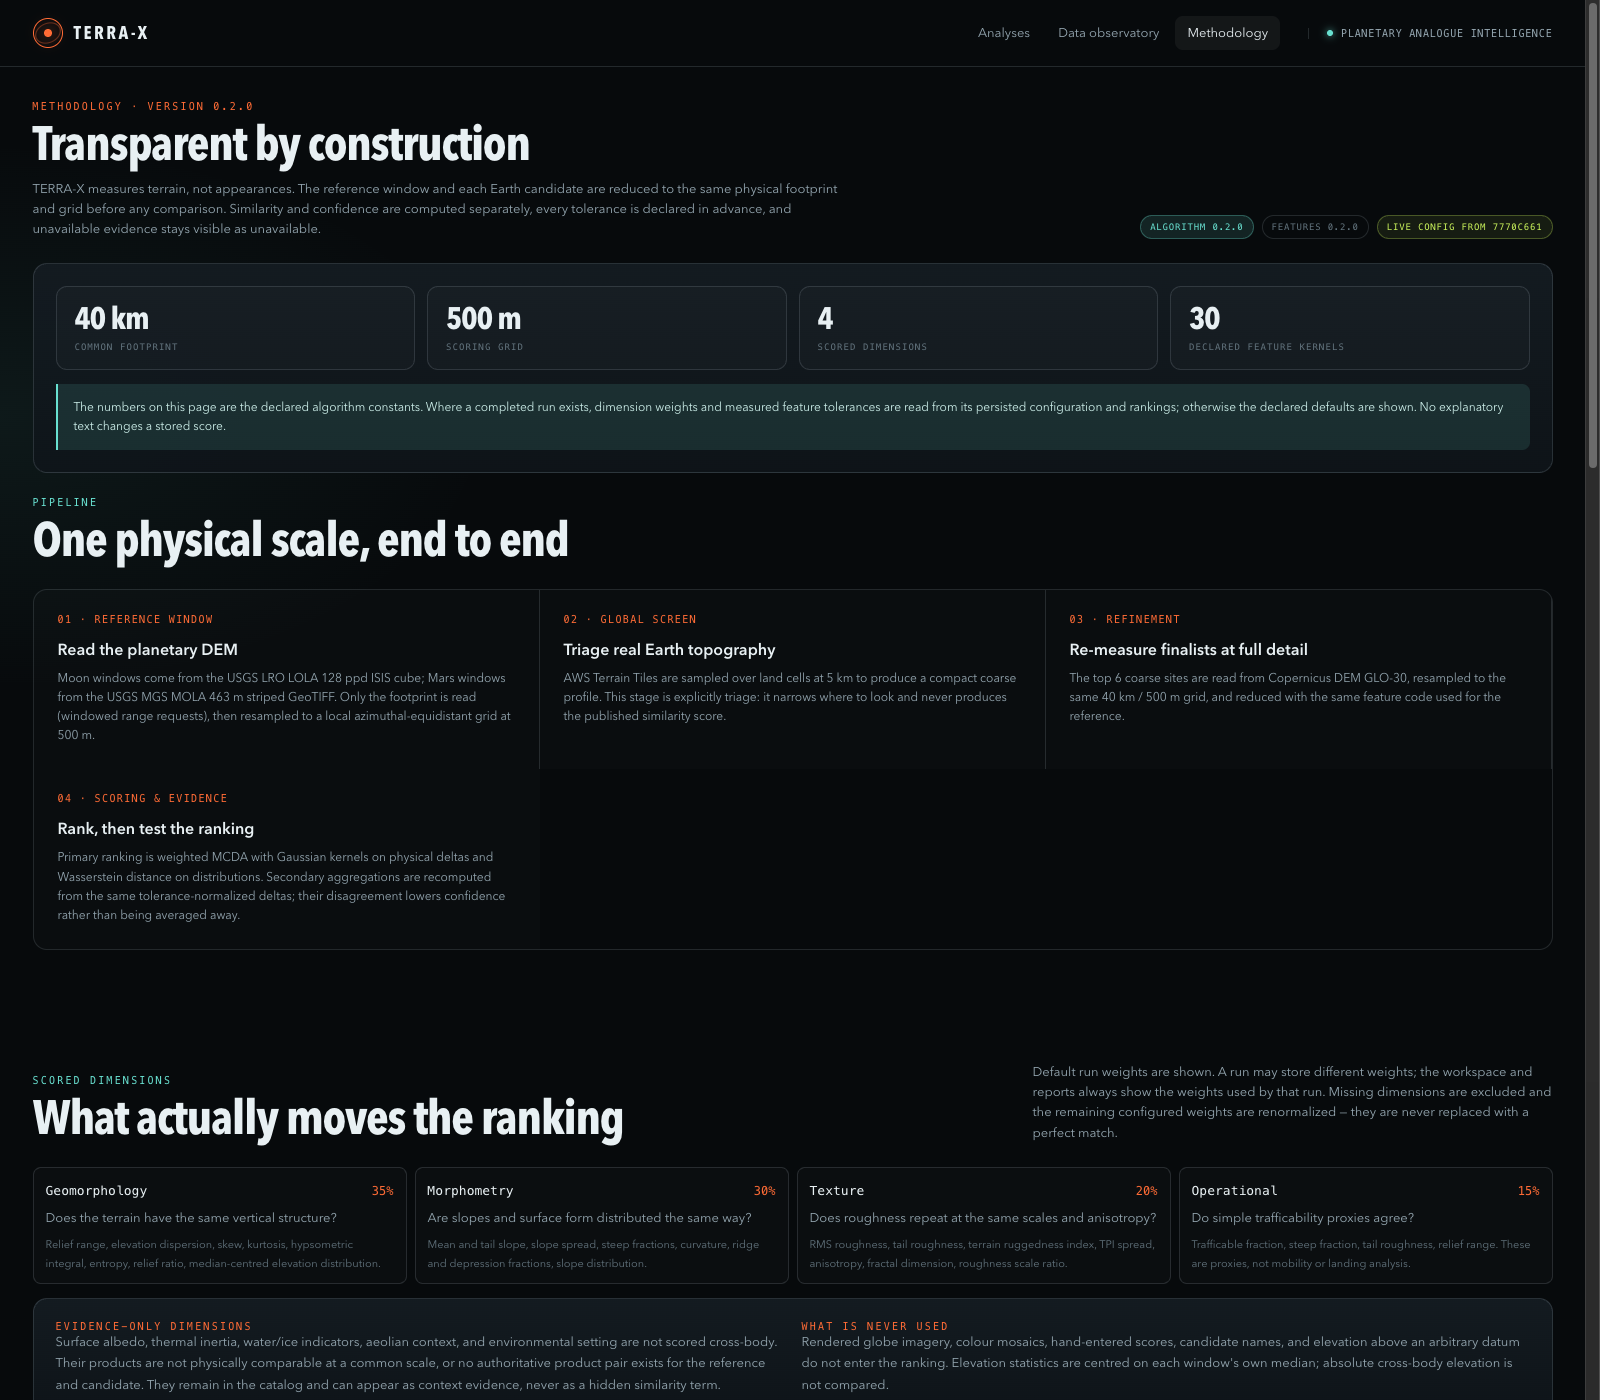 TERRA-X
Analyses
Data observatory
Methodology
PLANETARY ANALOGUE INTELLIGENCE
METHODOLOGY · VERSION 0.2.0
Transparent by construction
TERRA-X measures terrain, not appearances. The reference window and each Earth candidate are reduced to the same physical footprint
and grid before any comparison. Similarity and confidence are computed separately, every tolerance is declared in advance, and
unavailable evidence stays visible as unavailable.
ALGORITHM 0.2.0
FEATURES 0.2.0
LIVE CONFIG FROM 7770C661
40 km
COMMON FOOTPRINT
500 m
SCORING GRID
4
SCORED DIMENSIONS
30
DECLARED FEATURE KERNELS
The numbers on this page are the declared algorithm constants. Where a completed run exists, dimension weights and measured feature tolerances are read from its persisted configuration and rankings; otherwise the declared defaults are shown. No explanatory
text changes a stored score.
PIPELINE
One physical scale, end to end
01 · REFERENCE WINDOW
Read the planetary DEM
Moon windows come from the USGS LRO LOLA 128 ppd ISIS cube; Mars windows
from the USGS MGS MOLA 463 m striped GeoTIFF. Only the footprint is read
(windowed range requests), then resampled to a local azimuthal-equidistant grid at
500 m.
02 · GLOBAL SCREEN
Triage real Earth topography
AWS Terrain Tiles are sampled over land cells at 5 km to produce a compact coarse
profile. This stage is explicitly triage: it narrows where to look and never produces
the published similarity score.
03 · REFINEMENT
Re-measure finalists at full detail
The top 6 coarse sites are read from Copernicus DEM GLO-30, resampled to the
same 40 km / 500 m grid, and reduced with the same feature code used for the
reference.
04 · SCORING & EVIDENCE
Rank, then test the ranking
Primary ranking is weighted MCDA with Gaussian kernels on physical deltas and
Wasserstein distance on distributions. Secondary aggregations are recomputed
from the same tolerance-normalized deltas; their disagreement lowers confidence
rather than being averaged away.
SCORED DIMENSIONS
What actually moves the ranking
Default run weights are shown. A run may store different weights; the workspace and
reports always show the weights used by that run. Missing dimensions are excluded and
the remaining configured weights are renormalized — they are never replaced with a
perfect match.
Geomorphology
35%
Does the terrain have the same vertical structure?
Relief range, elevation dispersion, skew, kurtosis, hypsometric
integral, entropy, relief ratio, median-centred elevation distribution.
Morphometry
30%
Are slopes and surface form distributed the same way?
Mean and tail slope, slope spread, steep fractions, curvature, ridge
and depression fractions, slope distribution.
Texture
20%
Does roughness repeat at the same scales and anisotropy?
RMS roughness, tail roughness, terrain ruggedness index, TPI spread,
anisotropy, fractal dimension, roughness scale ratio.
Operational
15%
Do simple trafficability proxies agree?
Trafficable fraction, steep fraction, tail roughness, relief range. These
are proxies, not mobility or landing analysis.
EVIDENCE-ONLY DIMENSIONS
Surface albedo, thermal inertia, water/ice indicators, aeolian context, and environmental setting are not scored cross-body.
Their products are not physically comparable at a common scale, or no authoritative product pair exists for the reference
and candidate. They remain in the catalog and can appear as context evidence, never as a hidden similarity term.
WHAT IS NEVER USED
Rendered globe imagery, colour mosaics, hand-entered scores, candidate names, and elevation above an arbitrary datum
do not enter the ranking. Elevation statistics are centred on each window's own median; absolute cross-body elevation is
not compared.